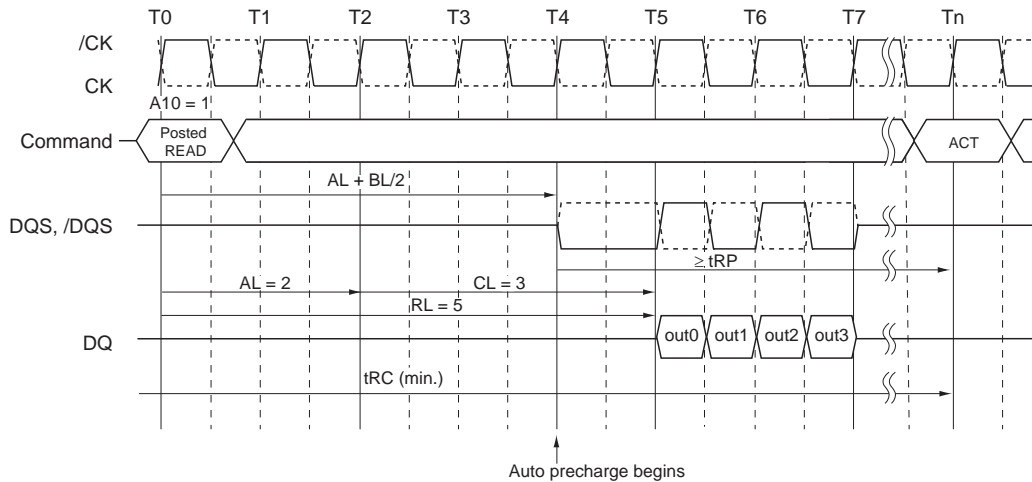 T0 T1 T2 T3 T4 T5 T6 T7 Tn
/CK
CK
A10 = 1
Command
Posted
READ
ACT
AL + BL/2
DQS, /DQS
≥ tRP
AL = 2
CL = 3
RL = 5
DQ
out0 out1 out2 out3
tRC (min.)
Auto precharge begins